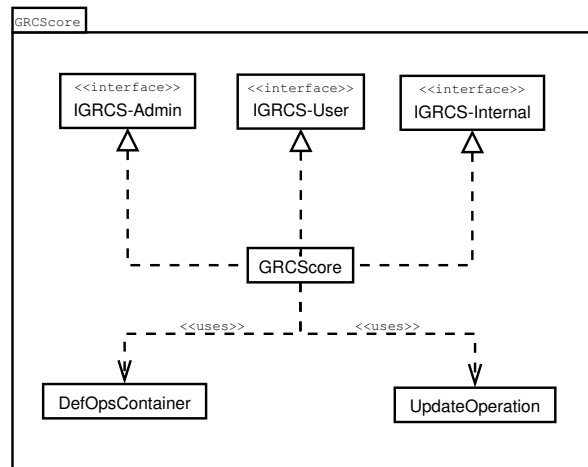 GRCScore
<<interface>>
IGRCS-Admin
<<interface>>
IGRCS-User
<<interface>>
IGRCS-Internal
GRCScore
<<uses>>
<<uses>>
DefOpsContainer
UpdateOperation